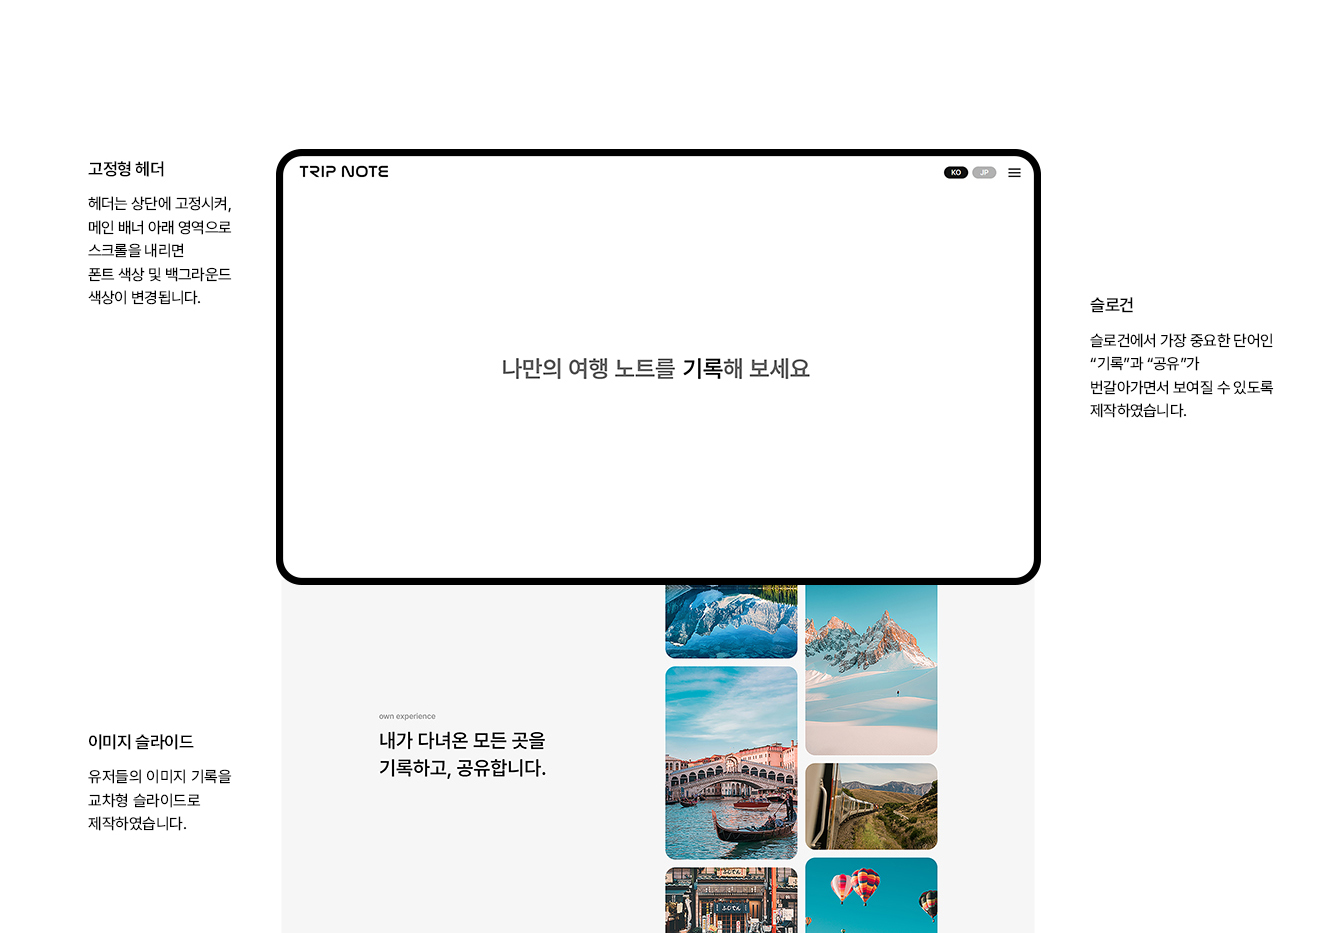 고정형 헤더
헤더는 상단에 고정시켜,
메인 배너 아래 영역으로
스크롤을 내리면
폰트 색상 및 백그라운드
색상이 변경됩니다.
TRIP NOTE
KO JP
나만의 여행 노트를 기록해 보세요
슬로건
슬로건에서 가장 중요한 단어인
“기록”과 “공유”가
번갈아가면서 보여질 수 있도록
제작하였습니다.
own experience
내가 다녀온 모든 곳을
기록하고, 공유합니다.
이미지 슬라이드
유저들의 이미지 기록을
교차형 슬라이드로
제작하였습니다.